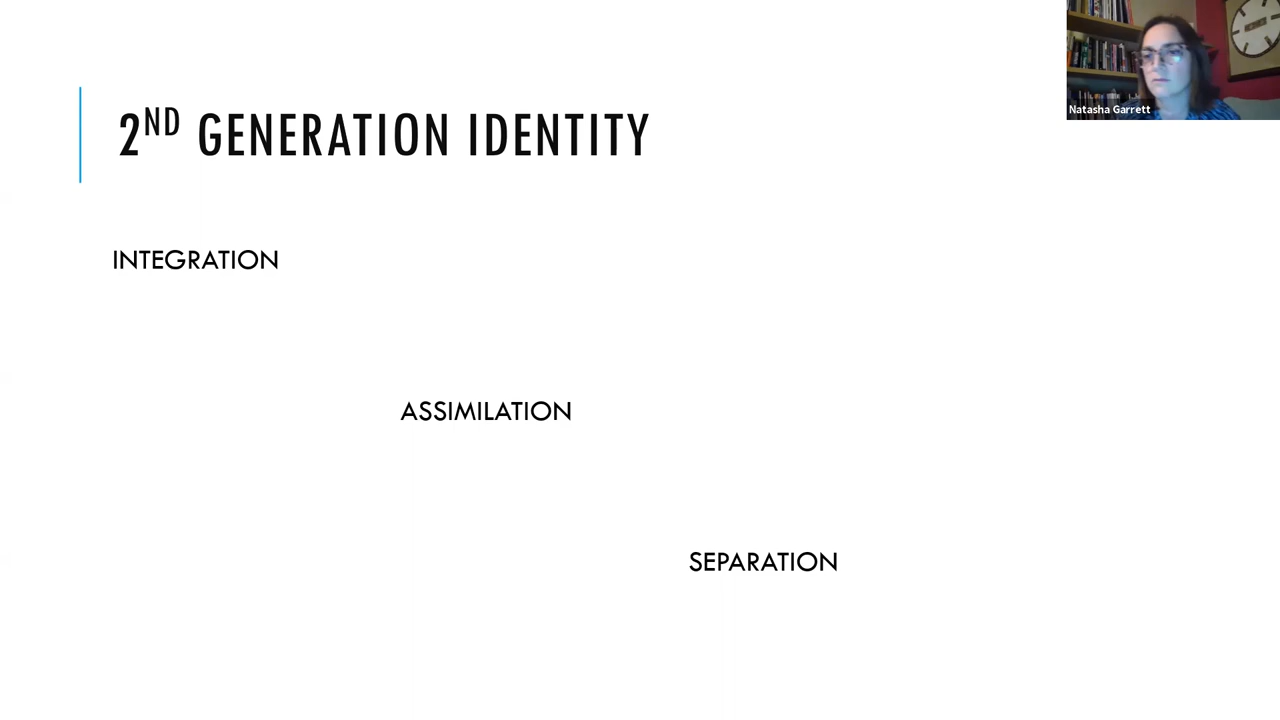 Natasha Garrett
2ND GENERATION IDENTITY
INTEGRATION
ASSIMILATION
SEPARATION